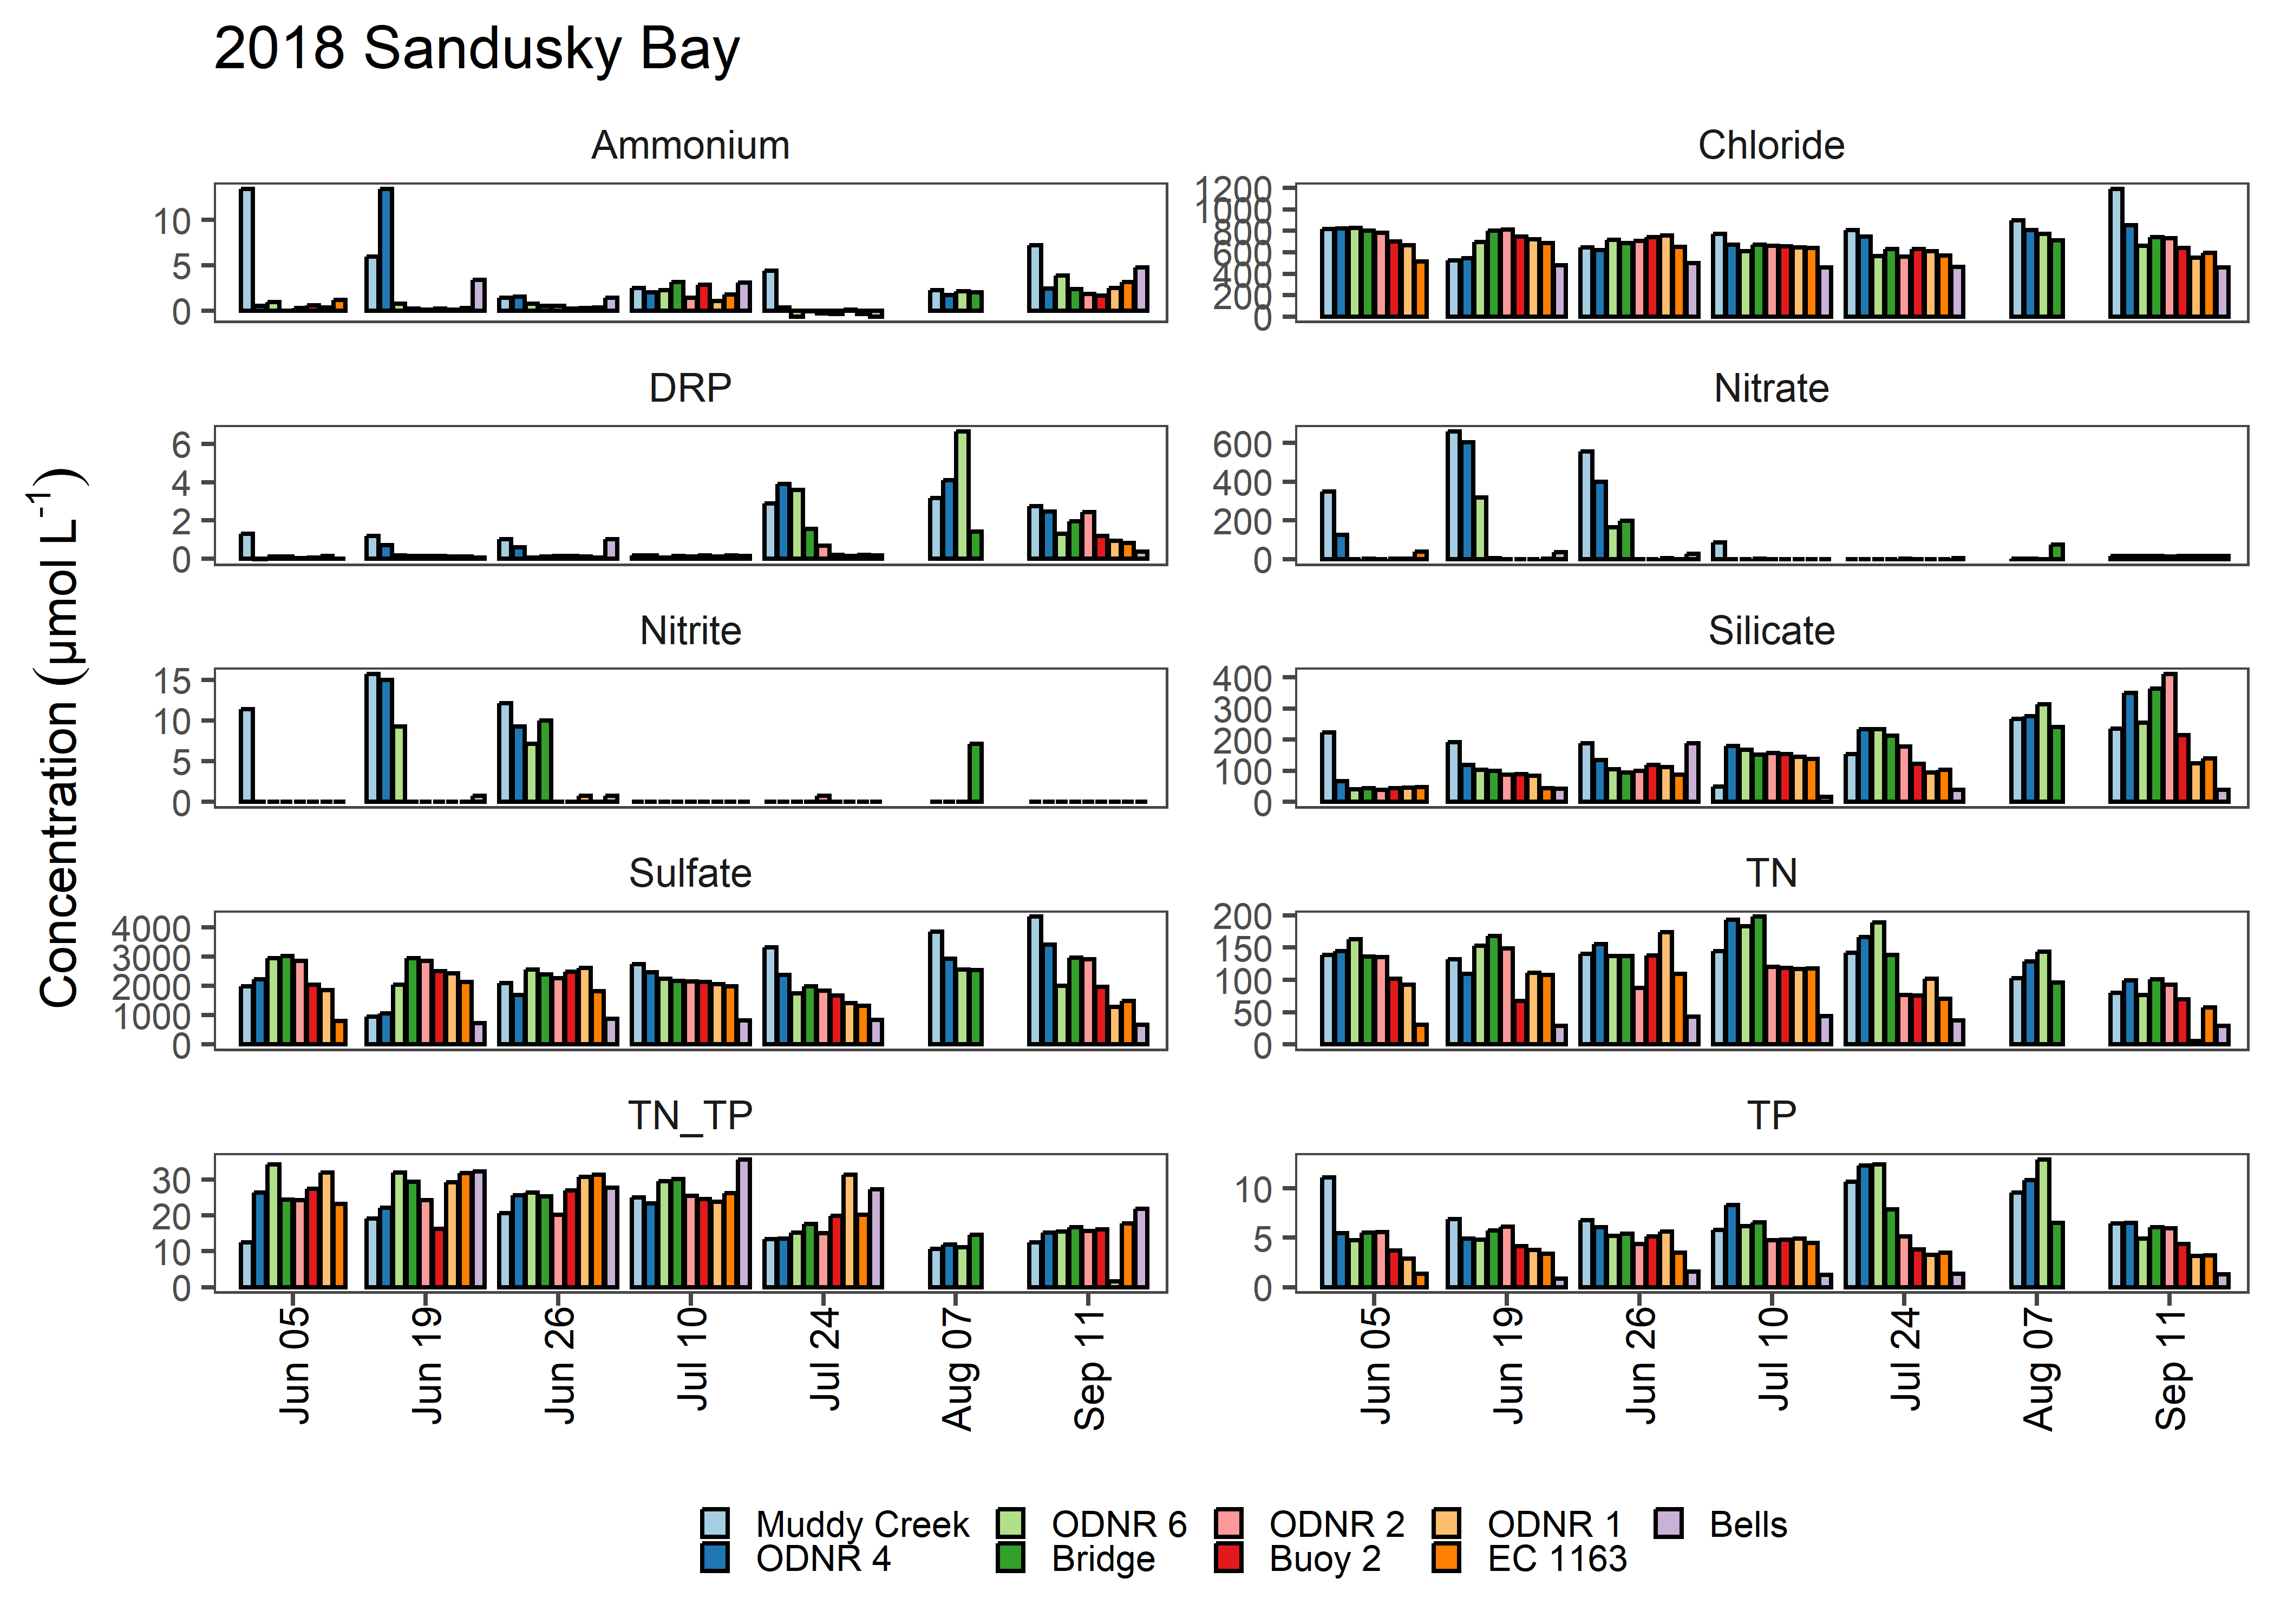 2018 Sandusky Bay
Ammonium
Chloride
10
5
0
1200
1000
800
600
400
200
0
DRP
Nitrate
6
4
2
0
600
400
200
0
Nitrite
Silicate
15
10
5
0
400
300
200
100
0
Sulfate
TN
4000
3000
2000
1000
0
200
150
100
50
0
TN_TP
TP
30
20
10
0
10
5
0
Concentration (µmol L⁻¹)
Jun 05
Jun 19
Jun 26
Jul 10
Jul 24
Aug 07
Sep 11
Jun 05
Jun 19
Jun 26
Jul 10
Jul 24
Aug 07
Sep 11
Muddy Creek ODNR 6 ODNR 2 ODNR 1 Bells
ODNR 4 Bridge Buoy 2 EC 1163